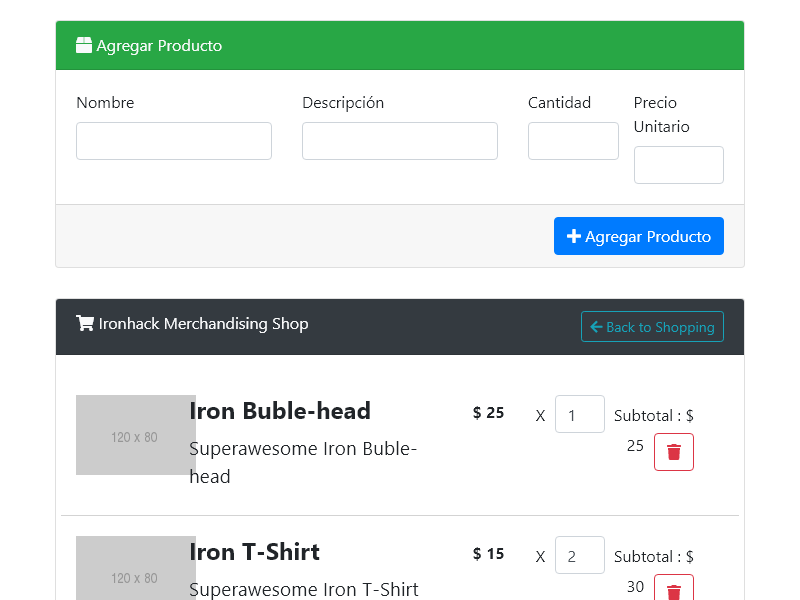 Agregar Producto
Nombre
Descripción
Cantidad
Precio
Unitario
Agregar Producto
Ironhack Merchandising Shop
Back to Shopping
120 x 80
Iron Buble-head
Superawesome Iron Buble-
head
$ 25
X
1
Subtotal : $
25
120 x 80
Iron T-Shirt
Superawesome Iron T-Shirt
$ 15
X
2
Subtotal : $
30